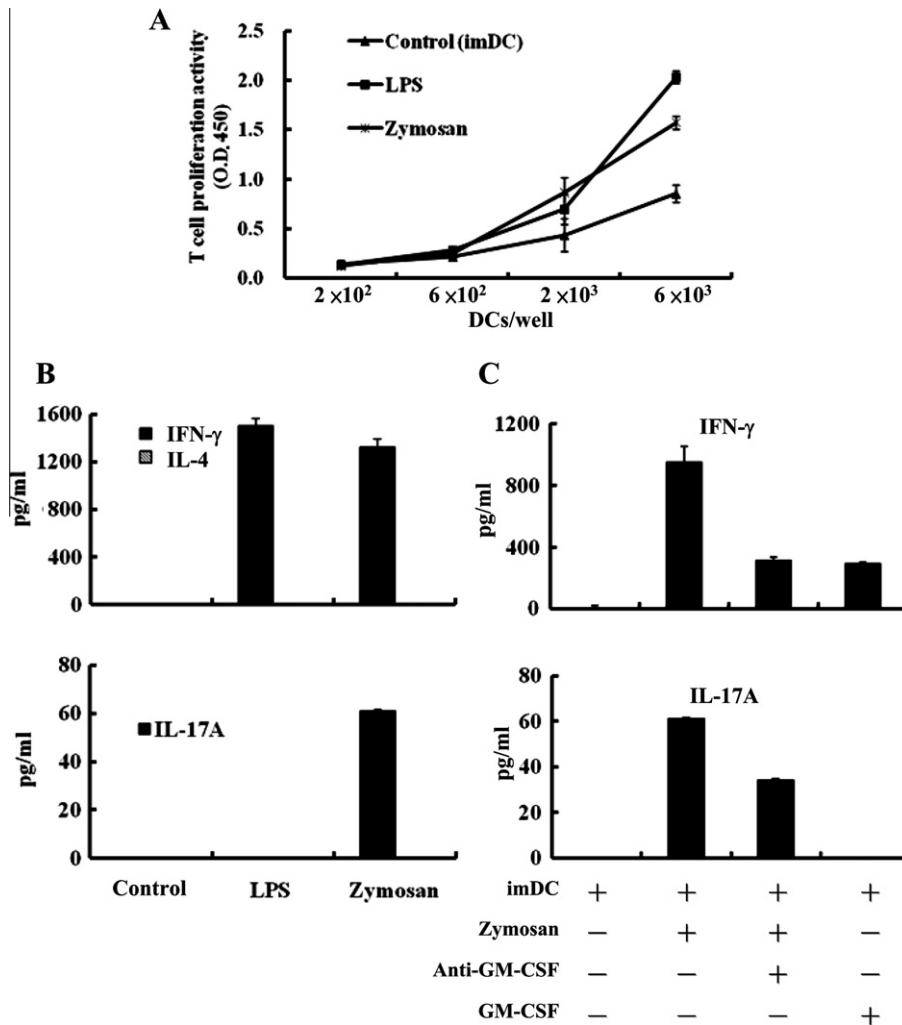 A
T cell proliferation activity
(O.D. 450)
2.5
2.0
1.5
1.0
0.5
0.0
Control (imDC)
LPS
Zymosan
2 ×10²
6 ×10²
2 ×10³
6 ×10³
DCs/well
B
pg/ml
1600
1200
800
400
0
IFN-γ
IL-4
pg/ml
80
60
40
20
0
IL-17A
Control
LPS
Zymosan
C
pg/ml
1200
800
400
0
IFN-γ
pg/ml
80
60
40
20
0
IL-17A
imDC + + + +
Zymosan − + + −
Anti-GM-CSF − − + −
GM-CSF − − − +